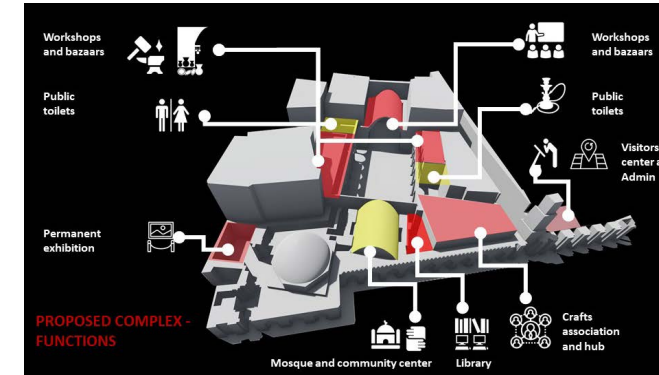 Workshops
and bazaars
Public
toilets
Permanent
exhibition
PROPOSED COMPLEX -
FUNCTIONS
Workshops
and bazaars
Public
toilets
Visitors
center a
Admin
Crafts
association
and hub
Mosque and community center
Library